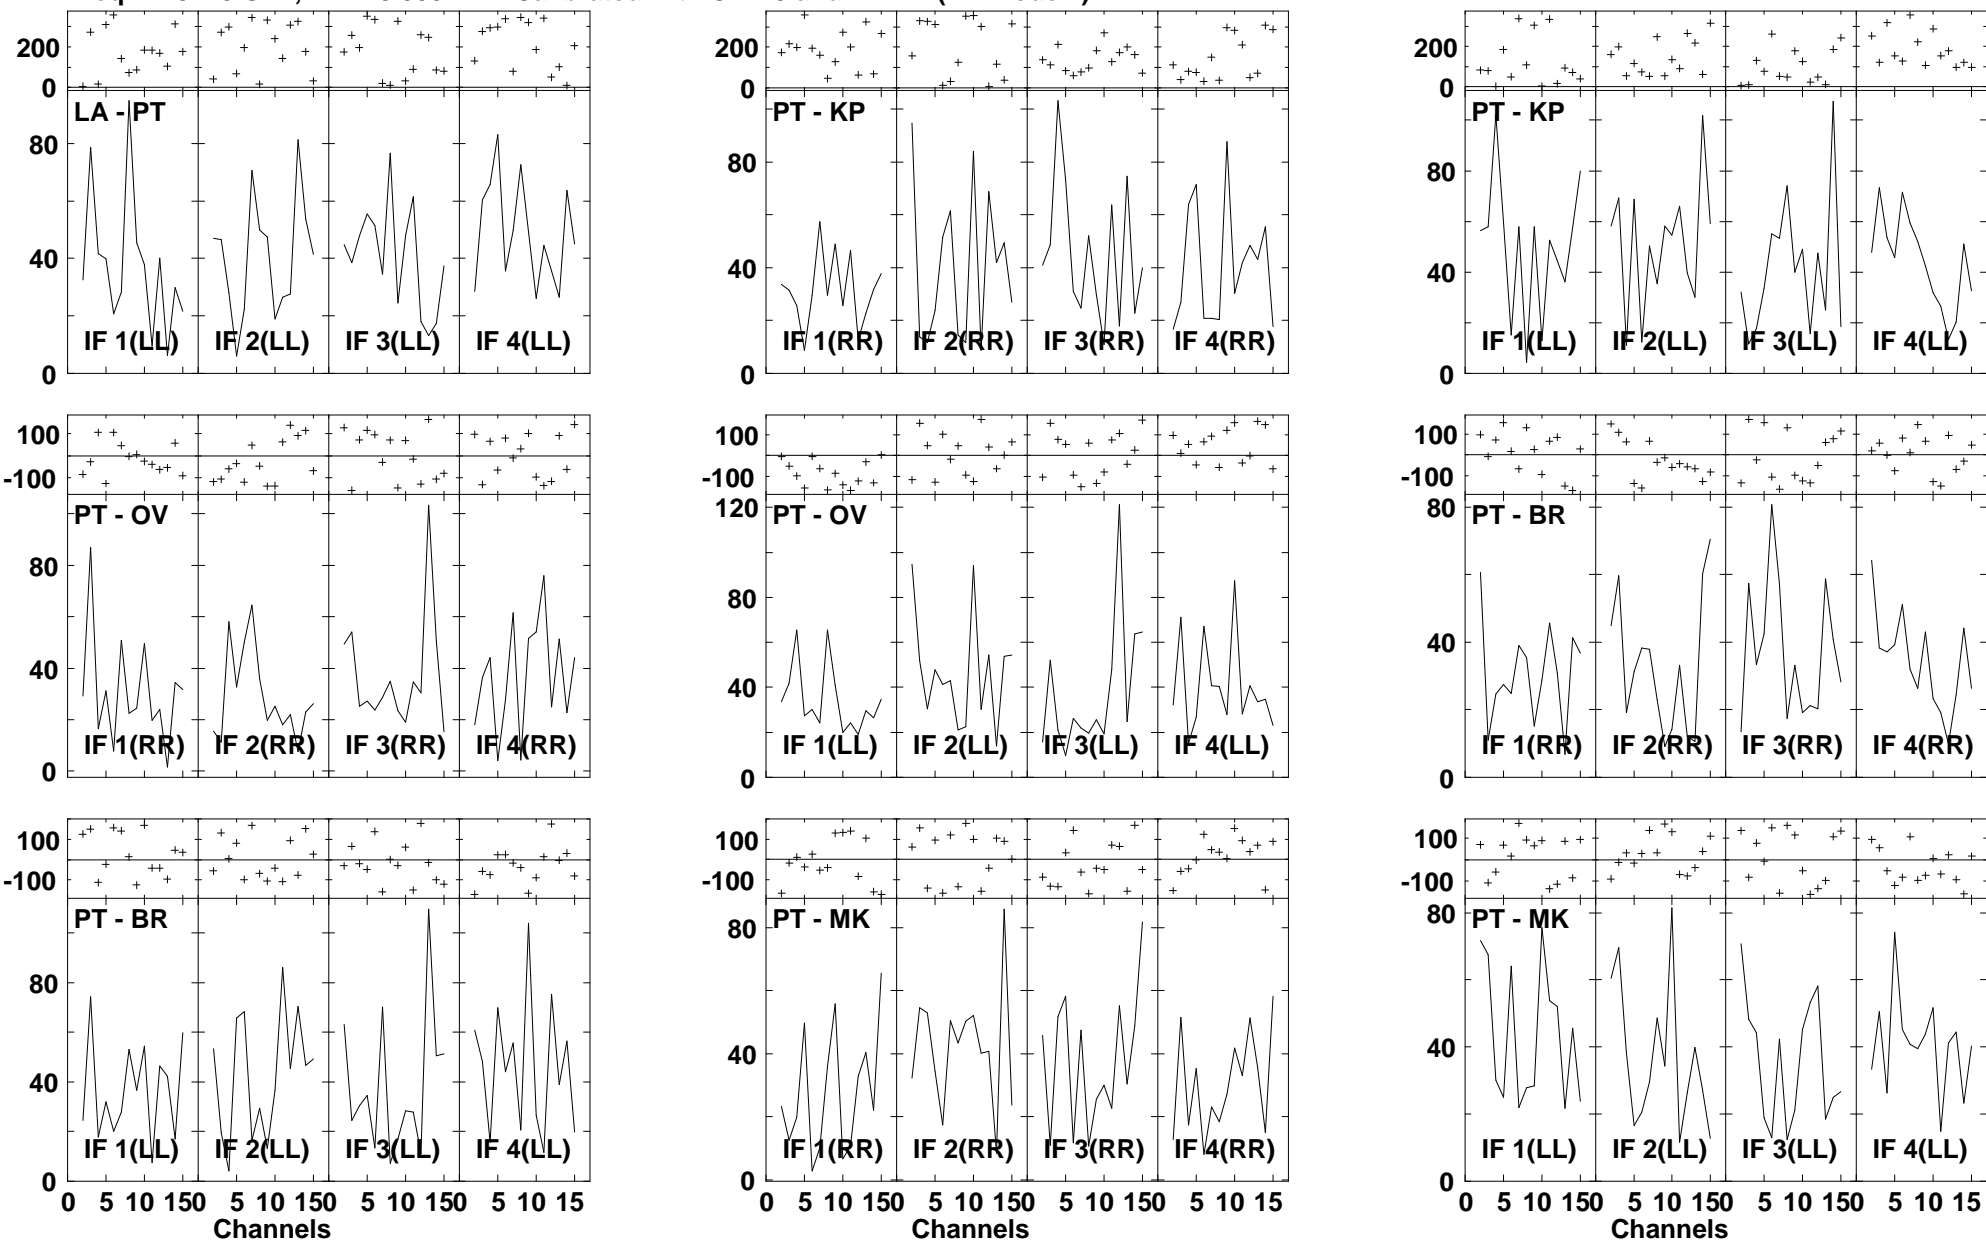 200 200 200
0 0 0
LA - PT PT - KP PT - KP
80 80 80
40 40 40
IF 1(LL) IF 2(LL) IF 3(LL) IF 4(LL) IF 1(RR) IF 2(RR) IF 3(RR) IF 4(RR) IF 1(LL) IF 2(LL) IF 3(LL) IF 4(LL)
0 0 0
100 100 100
-100 -100 -100
PT - OV 120 PT - OV 80 PT - BR
80 80
40 40 40
IF 1(RR) IF 2(RR) IF 3(RR) IF 4(RR) IF 1(LL) IF 2(LL) IF 3(LL) IF 4(LL) IF 1(RR) IF 2(RR) IF 3(RR) IF 4(RR)
0 0 0
100 100 100
-100 -100 -100
PT - BR PT - MK PT - MK
80 80 80
40 40 40
IF 1(LL) IF 2(LL) IF 3(LL) IF 4(LL) IF 1(RR) IF 2(RR) IF 3(RR) IF 4(RR) IF 1(LL) IF 2(LL) IF 3(LL) IF 4(LL)
0 0 0
0 5 10 150 5 10 150 5 10 150 5 10 15 0 5 10 150 5 10 150 5 10 150 5 10 15 0 5 10 150 5 10 150 5 10 150 5 10 15
Channels Channels Channels